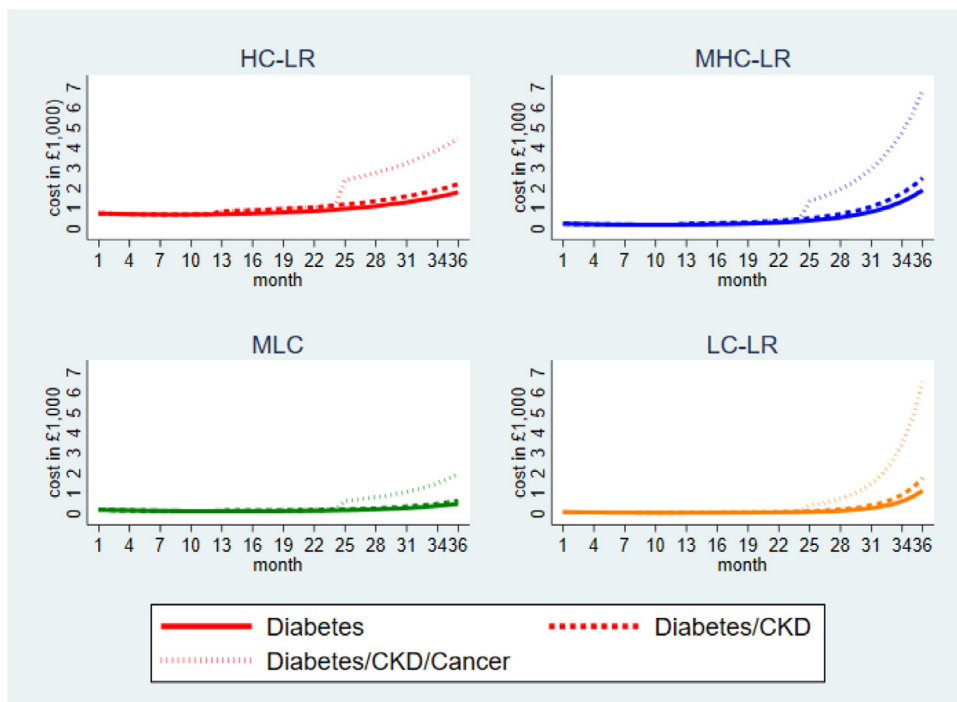 HC-LR
cost in £1,000)
0 1 2 3 4 5 6 7
1 4 7 10 13 16 19 22 25 28 31 3436
month
MHC-LR
cost in £1,000
0 1 2 3 4 5 6 7
1 4 7 10 13 16 19 22 25 28 31 3436
month
MLC
cost in £1,000
0 1 2 3 4 5 6 7
1 4 7 10 13 16 19 22 25 28 31 3436
month
LC-LR
cost in £1,000
0 1 2 3 4 5 6 7
1 4 7 10 13 16 19 22 25 28 31 3436
month
Diabetes
Diabetes/CKD
Diabetes/CKD/Cancer